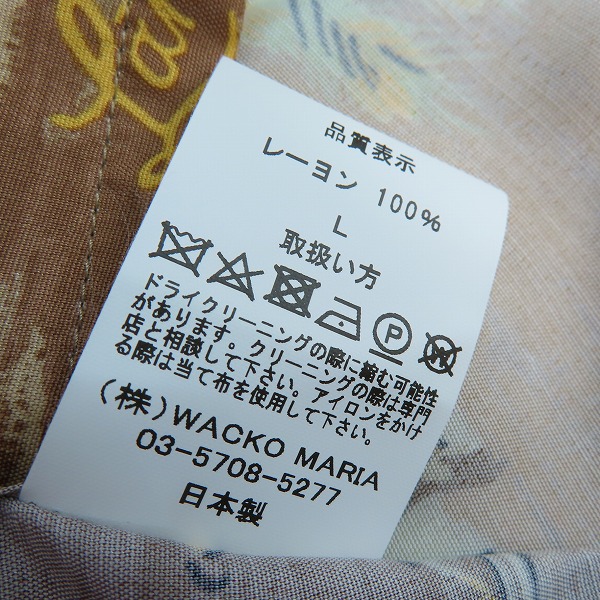 品質表示
レーヨン 100%
L
取扱い方
P
W
ドライクリーニングの際に縮む可能性
があります。クリーニングの際は専門
店と相談して下さい。アイロンをかけ
る際は当て布を使用して下さい。
(株)WACKO MARIA
03-5708-5277
日本製